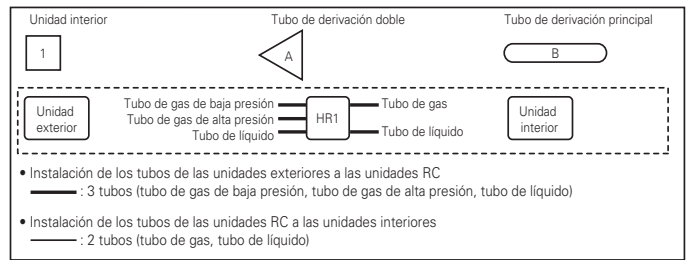 Unidad interior
Tubo de derivación doble
Tubo de derivación principal
1
A
B
Unidad exterior
Tubo de gas de baja presión
Tubo de gas de alta presión
Tubo de líquido
HR1
Tubo de gas
Tubo de líquido
Unidad interior
• Instalación de los tubos de las unidades exteriores a las unidades RC
: 3 tubos (tubo de gas de baja presión, tubo de gas de alta presión, tubo de líquido)
• Instalación de los tubos de las unidades RC a las unidades interiores
: 2 tubos (tubo de gas, tubo de líquido)